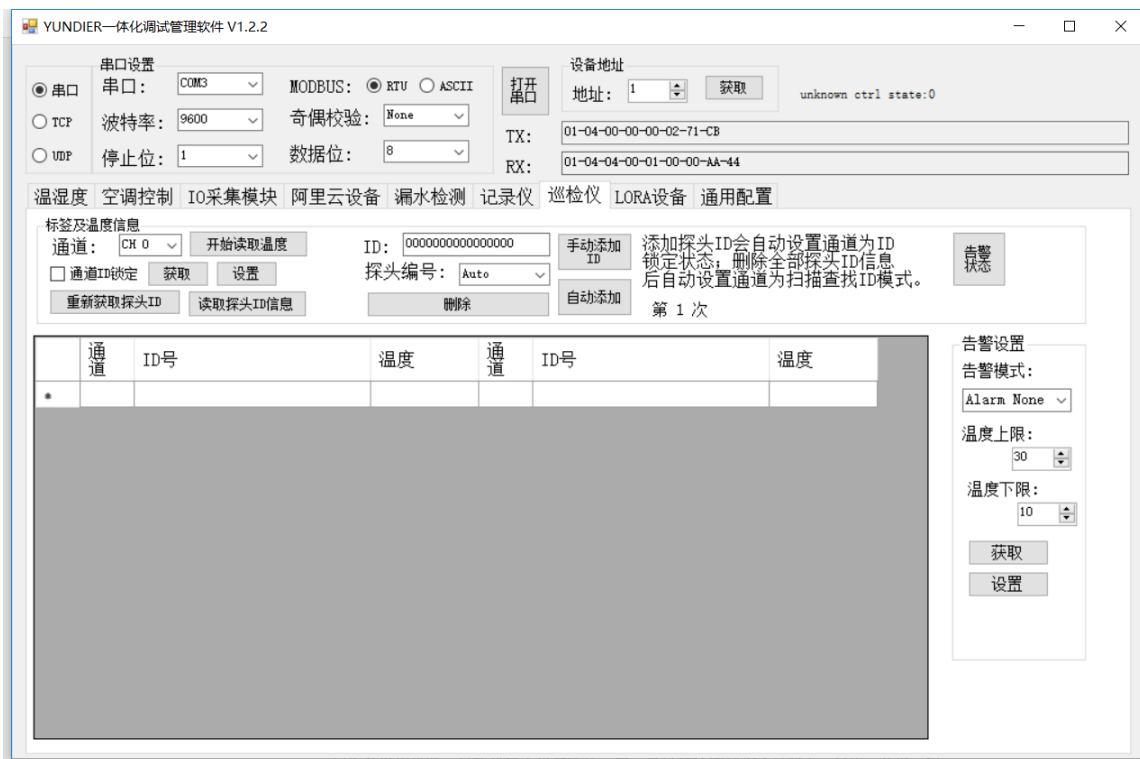 YUNDIER一体化调试管理软件 V1.2.2
串口设置
设备地址
串口
串口: COM3
MODBUS: RTU ASCII
打开
串口
地址: 1
获取
unknown ctrl state:0
TCP
波特率: 9600
奇偶校验: None
TX: 01-04-00-00-00-02-71-CB
UDP
停止位: 1
数据位: 8
RX: 01-04-04-00-01-00-00-AA-44
温湿度 空调控制 IO采集模块 阿里云设备 漏水检测 记录仪 巡检仪 LORA设备 通用配置
标签及温度信息
通道: CH 0
开始读取温度
ID: 0000000000000000
手动添加
ID
添加探头ID会自动设置通道为ID
锁定状态; 删除全部探头ID信息
后自动设置通道为扫描查找ID模式。
告警
状态
通道ID锁定 获取 设置
探头编号: Auto
重新获取探头ID 读取探头ID信息
删除
自动添加
第 1 次
通道 ID号 温度 通道 ID号 温度
*
告警设置
告警模式:
Alarm None
温度上限:
30
温度下限:
10
获取
设置